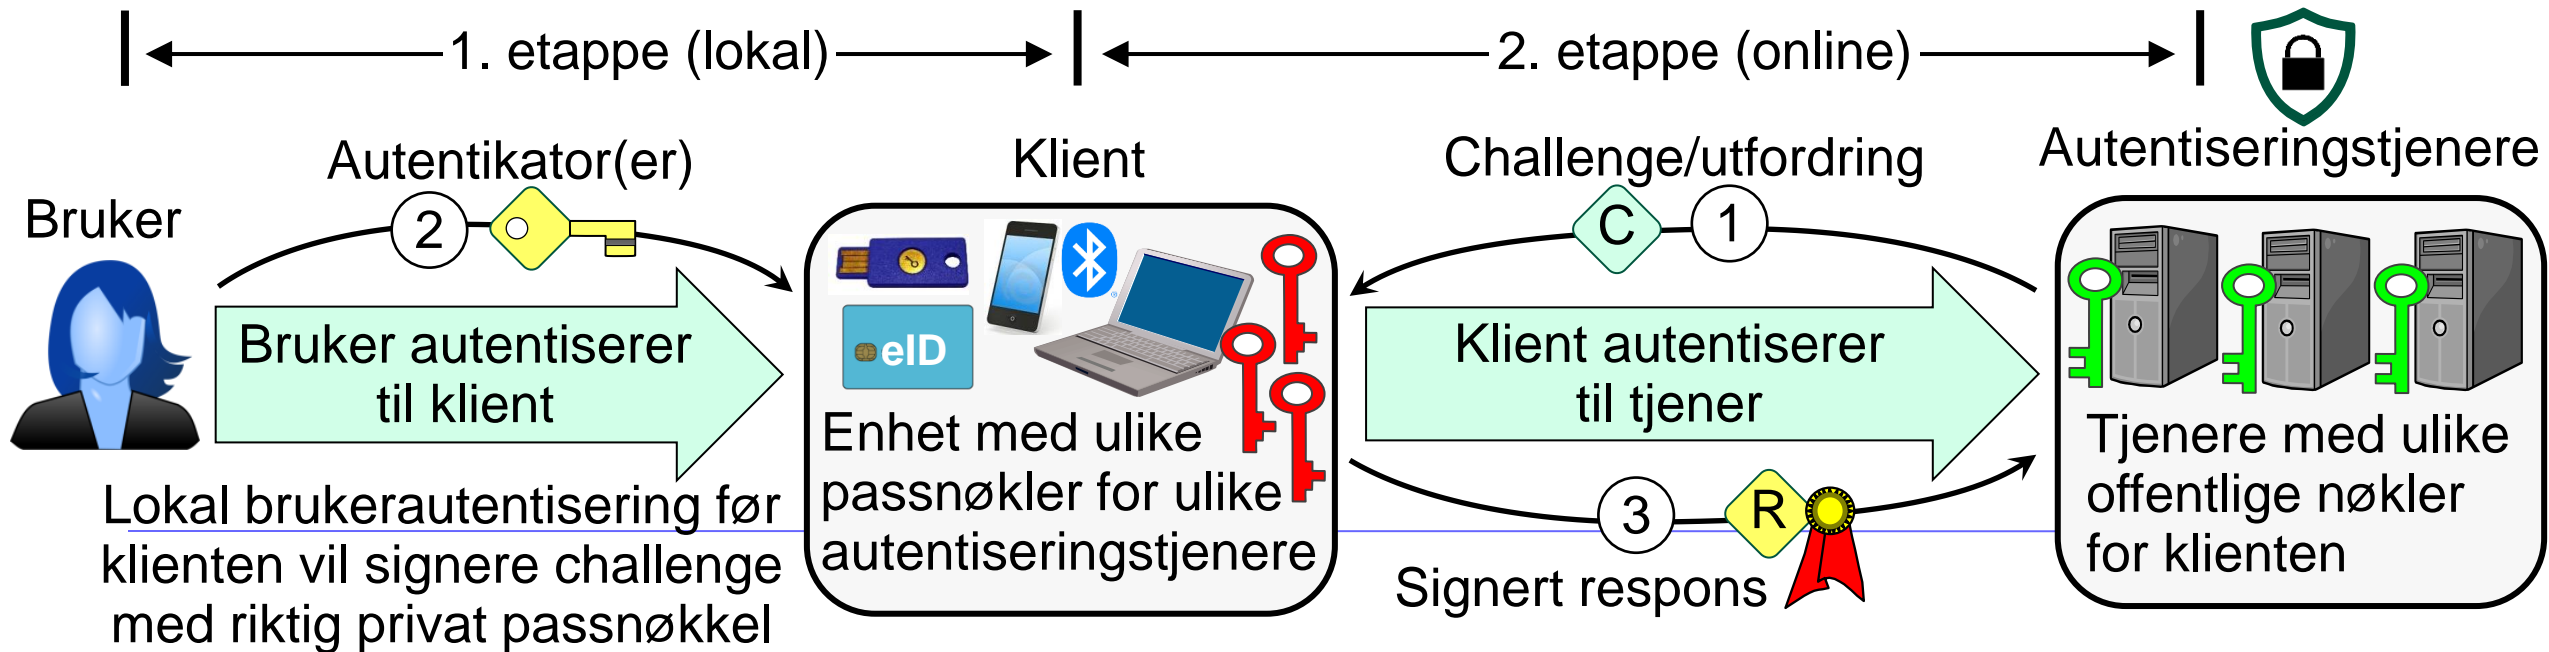 1. etappe (lokal)
2. etappe (online)
Bruker
Autentikator(er)
2
Bruker autentiserer
til klient
Lokal brukerautentisering før
klienten vil signere challenge
med riktig privat passnøkkel
Klient
eID
Enhet med ulike
passnøkler for ulike
autentiseringstjenere
Challenge/utfordring
C
1
Klient autentiserer
til tjener
3
R
Signert respons
Autentiseringstjenere
Tjenere med ulike
offentlige nøkler
for klienten